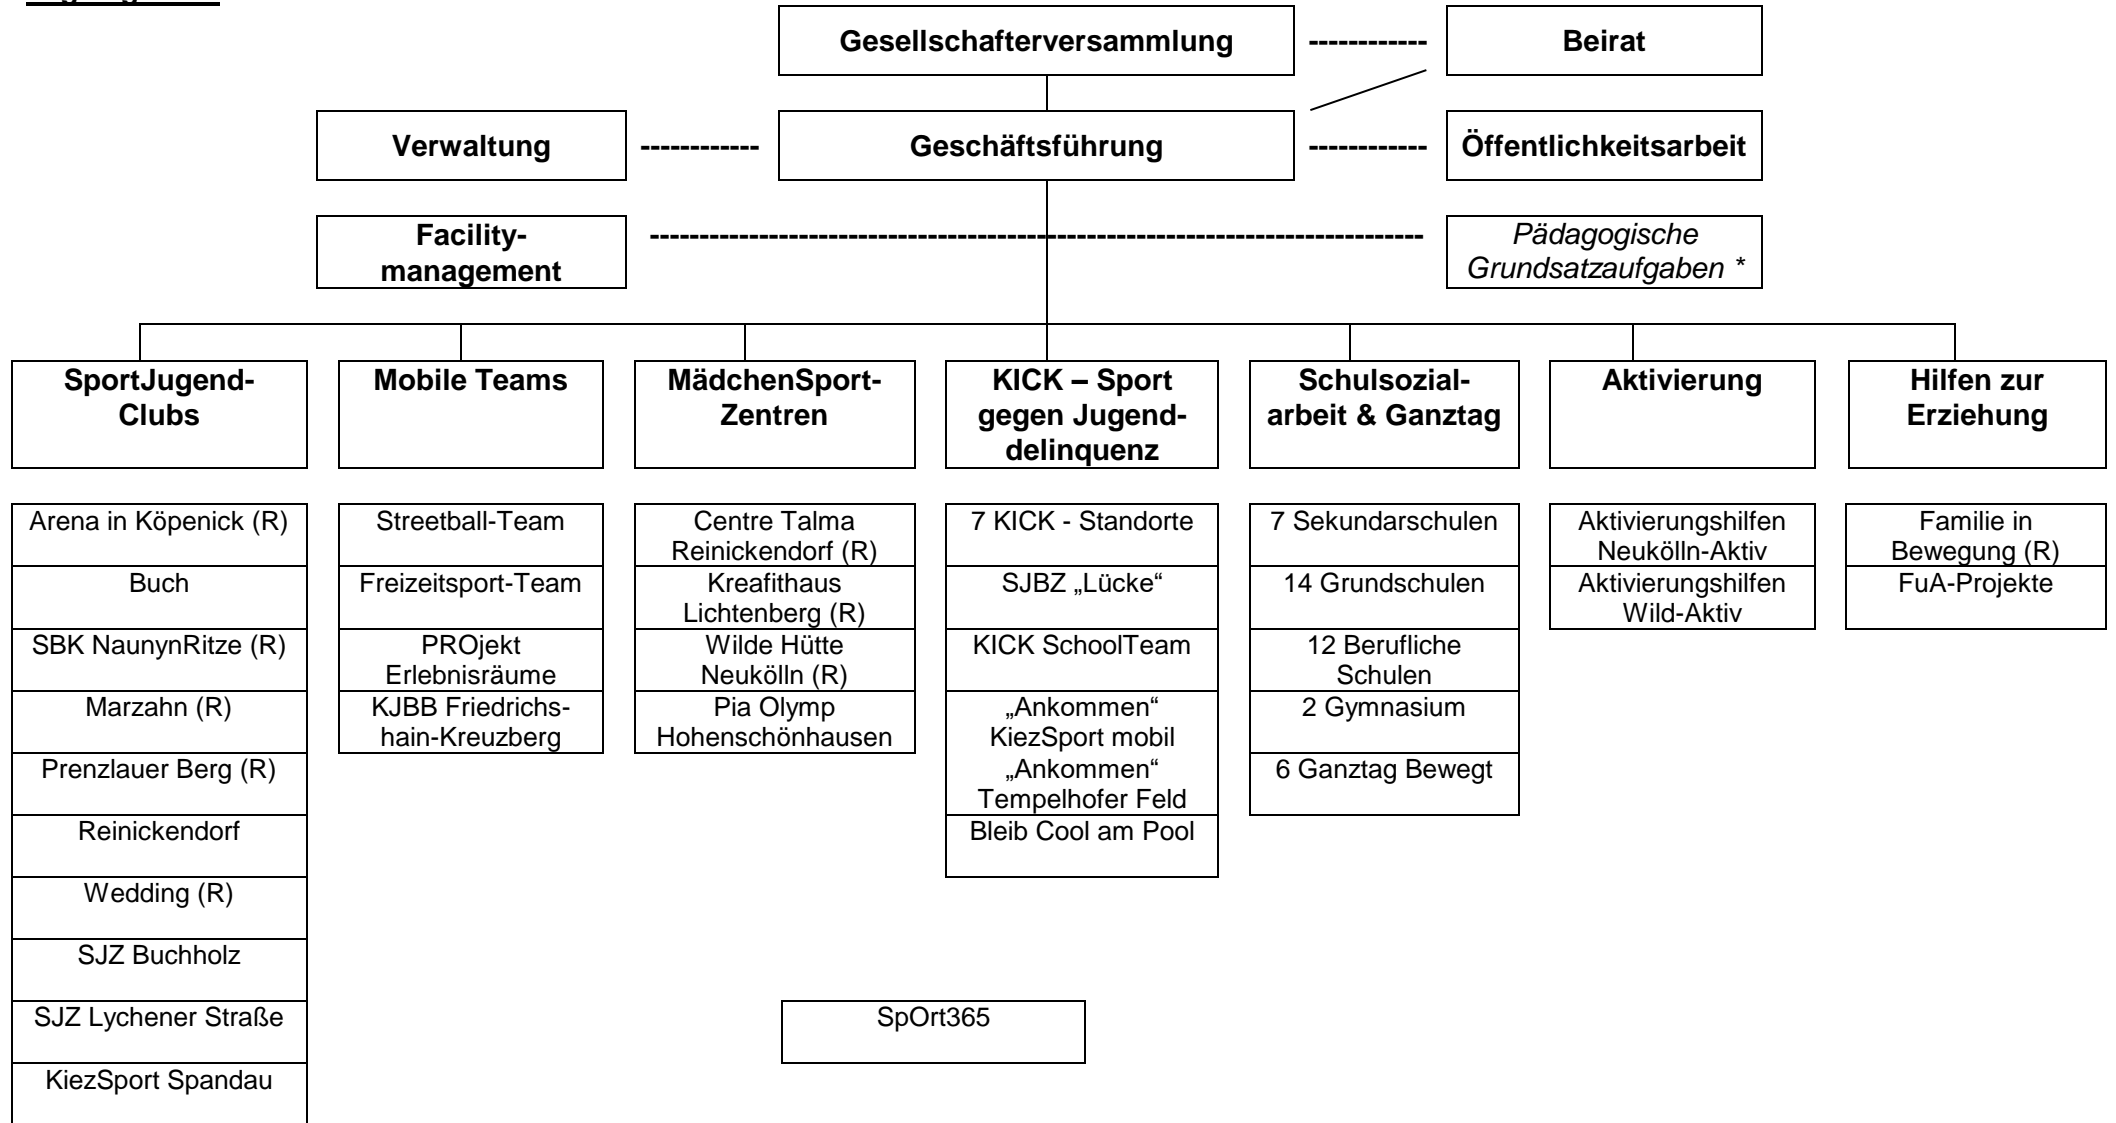 Gesellschafterversammlung ------------ Beirat
Verwaltung ------------ Geschäftsführung ------------ Öffentlichkeitsarbeit
Facility-
management
Pädagogische
Grundsatzaufgaben *
SportJugend-
Clubs
Mobile Teams
MädchenSport-
Zentren
KICK – Sport
gegen Jugend-
delinquenz
Schulsozial-
arbeit & Ganztag
Aktivierung
Hilfen zur
Erziehung
Arena in Köpenick (R)
Buch
SBK NaunynRitze (R)
Marzahn (R)
Prenzlauer Berg (R)
Reinickendorf
Wedding (R)
SJZ Buchholz
SJZ Lychener Straße
KiezSport Spandau
Streetball-Team
Freizeitsport-Team
PROjekt
Erlebnisräume
KJBB Friedrichs-
hain-Kreuzberg
Centre Talma
Reinickendorf (R)
Kreafithaus
Lichtenberg (R)
Wilde Hütte
Neukölln (R)
Pia Olymp
Hohenschönhausen
7 KICK - Standorte
SJBZ „Lücke“
KICK SchoolTeam
„Ankommen“
KiezSport mobil
„Ankommen“
Tempelhofer Feld
Bleib Cool am Pool
7 Sekundarschulen
14 Grundschulen
12 Berufliche
Schulen
2 Gymnasium
6 Ganztag Bewegt
Aktivierungshilfen
Neukölln-Aktiv
Aktivierungshilfen
Wild-Aktiv
Familie in
Bewegung (R)
FuA-Projekte
SpOrt365